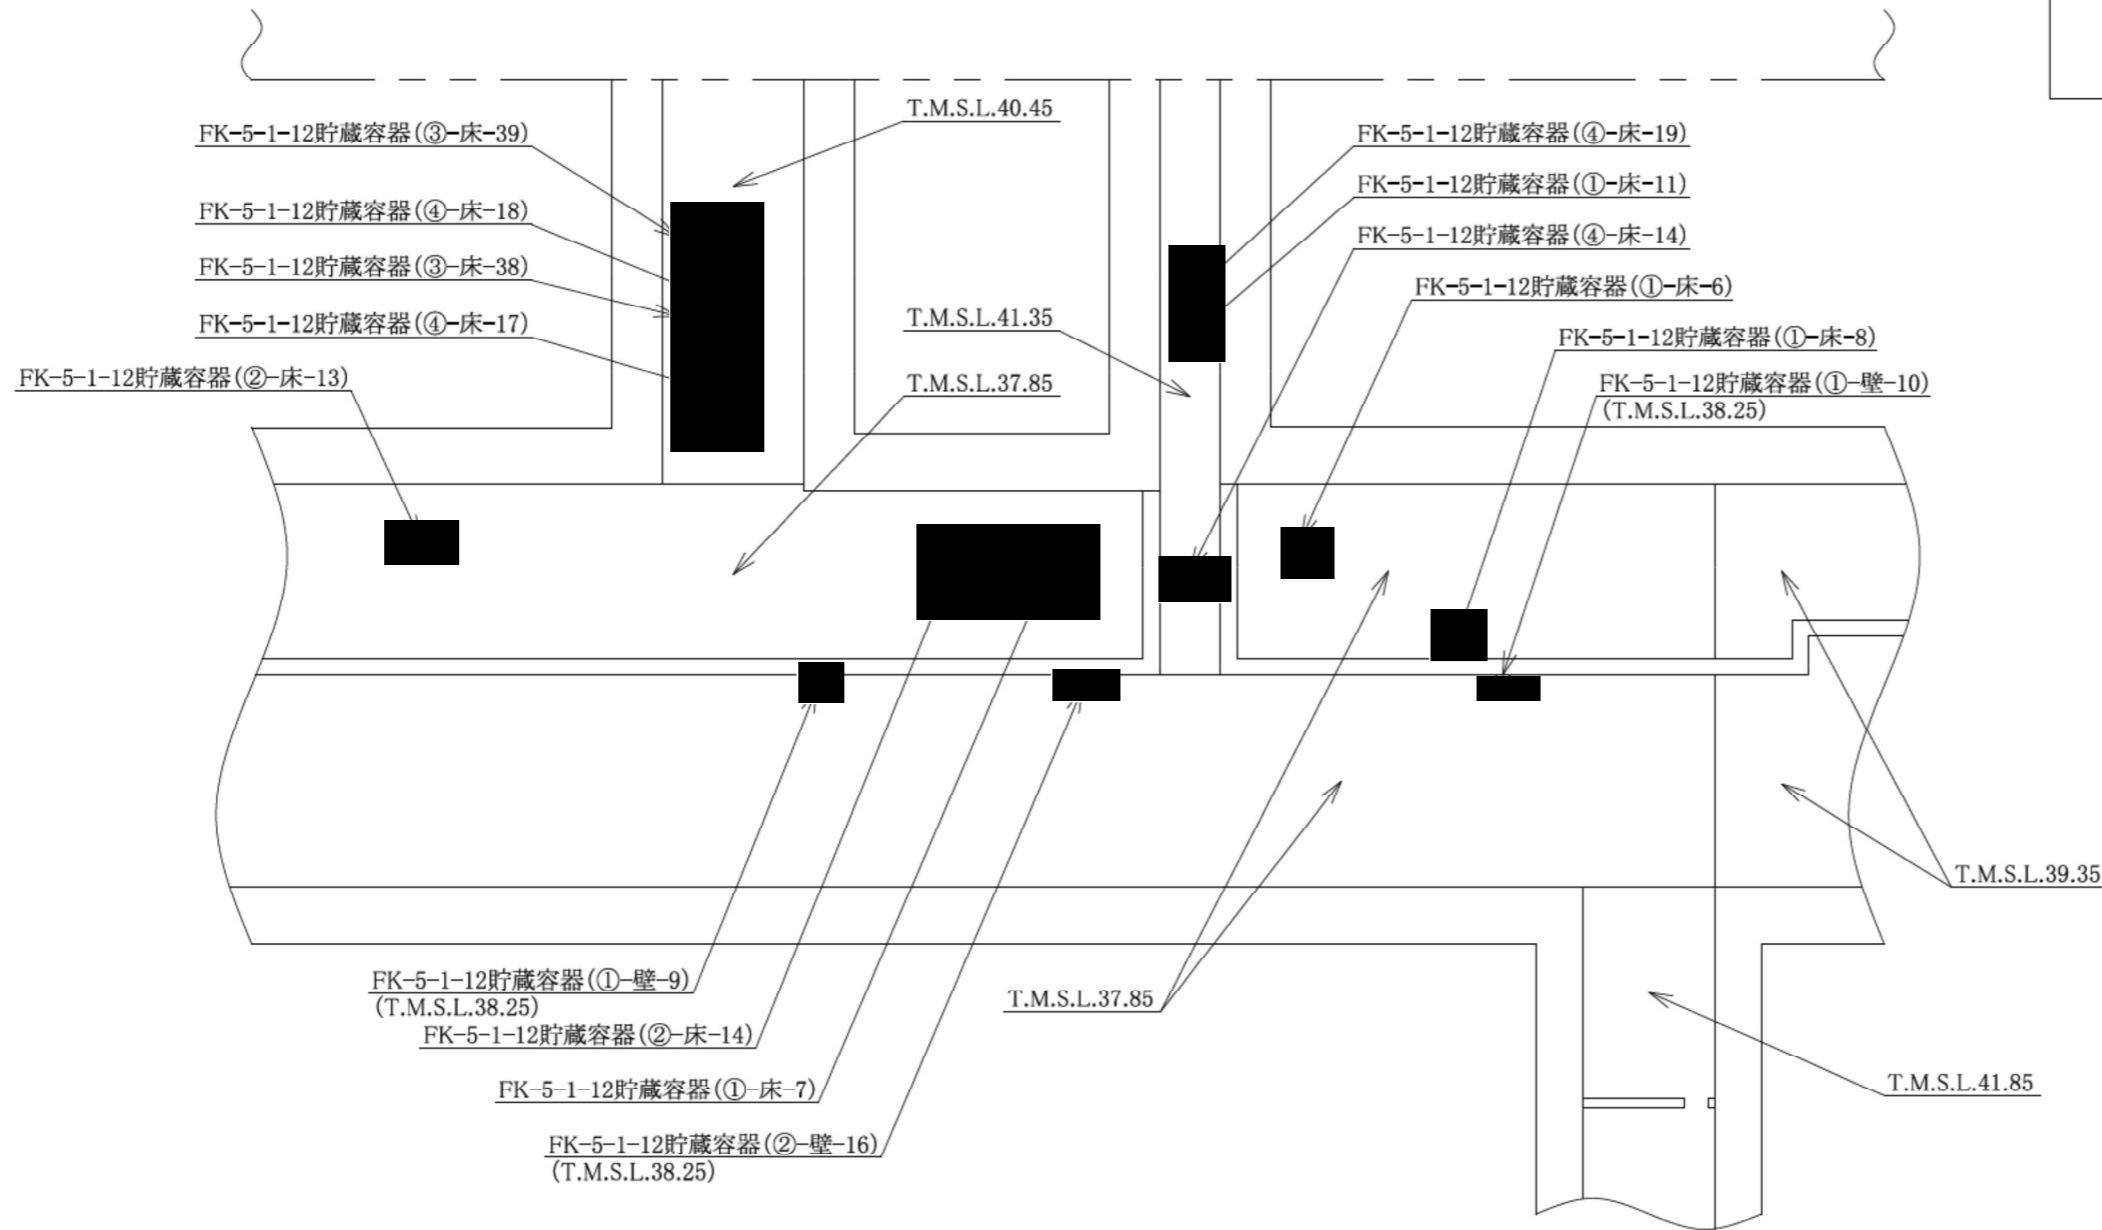 T.M.S.L.40.45
FK-5-1-12貯蔵容器(③-床-39)
FK-5-1-12貯蔵容器(④-床-19)
FK-5-1-12貯蔵容器(①-床-11)
FK-5-1-12貯蔵容器(④-床-18)
FK-5-1-12貯蔵容器(④-床-14)
FK-5-1-12貯蔵容器(③-床-38)
FK-5-1-12貯蔵容器(①-床-6)
T.M.S.L.41.35
FK-5-1-12貯蔵容器(④-床-17)
FK-5-1-12貯蔵容器(①-床-8)
FK-5-1-12貯蔵容器(②-床-13)
T.M.S.L.37.85
FK-5-1-12貯蔵容器(①-壁-10)
(T.M.S.L.38.25)
T.M.S.L.39.35
FK-5-1-12貯蔵容器(①-壁-9)
(T.M.S.L.38.25)
T.M.S.L.37.85
FK-5-1-12貯蔵容器(②-床-14)
FK-5-1-12貯蔵容器(①-床-7)
T.M.S.L.41.85
FK-5-1-12貯蔵容器(②-壁-16)
(T.M.S.L.38.25)